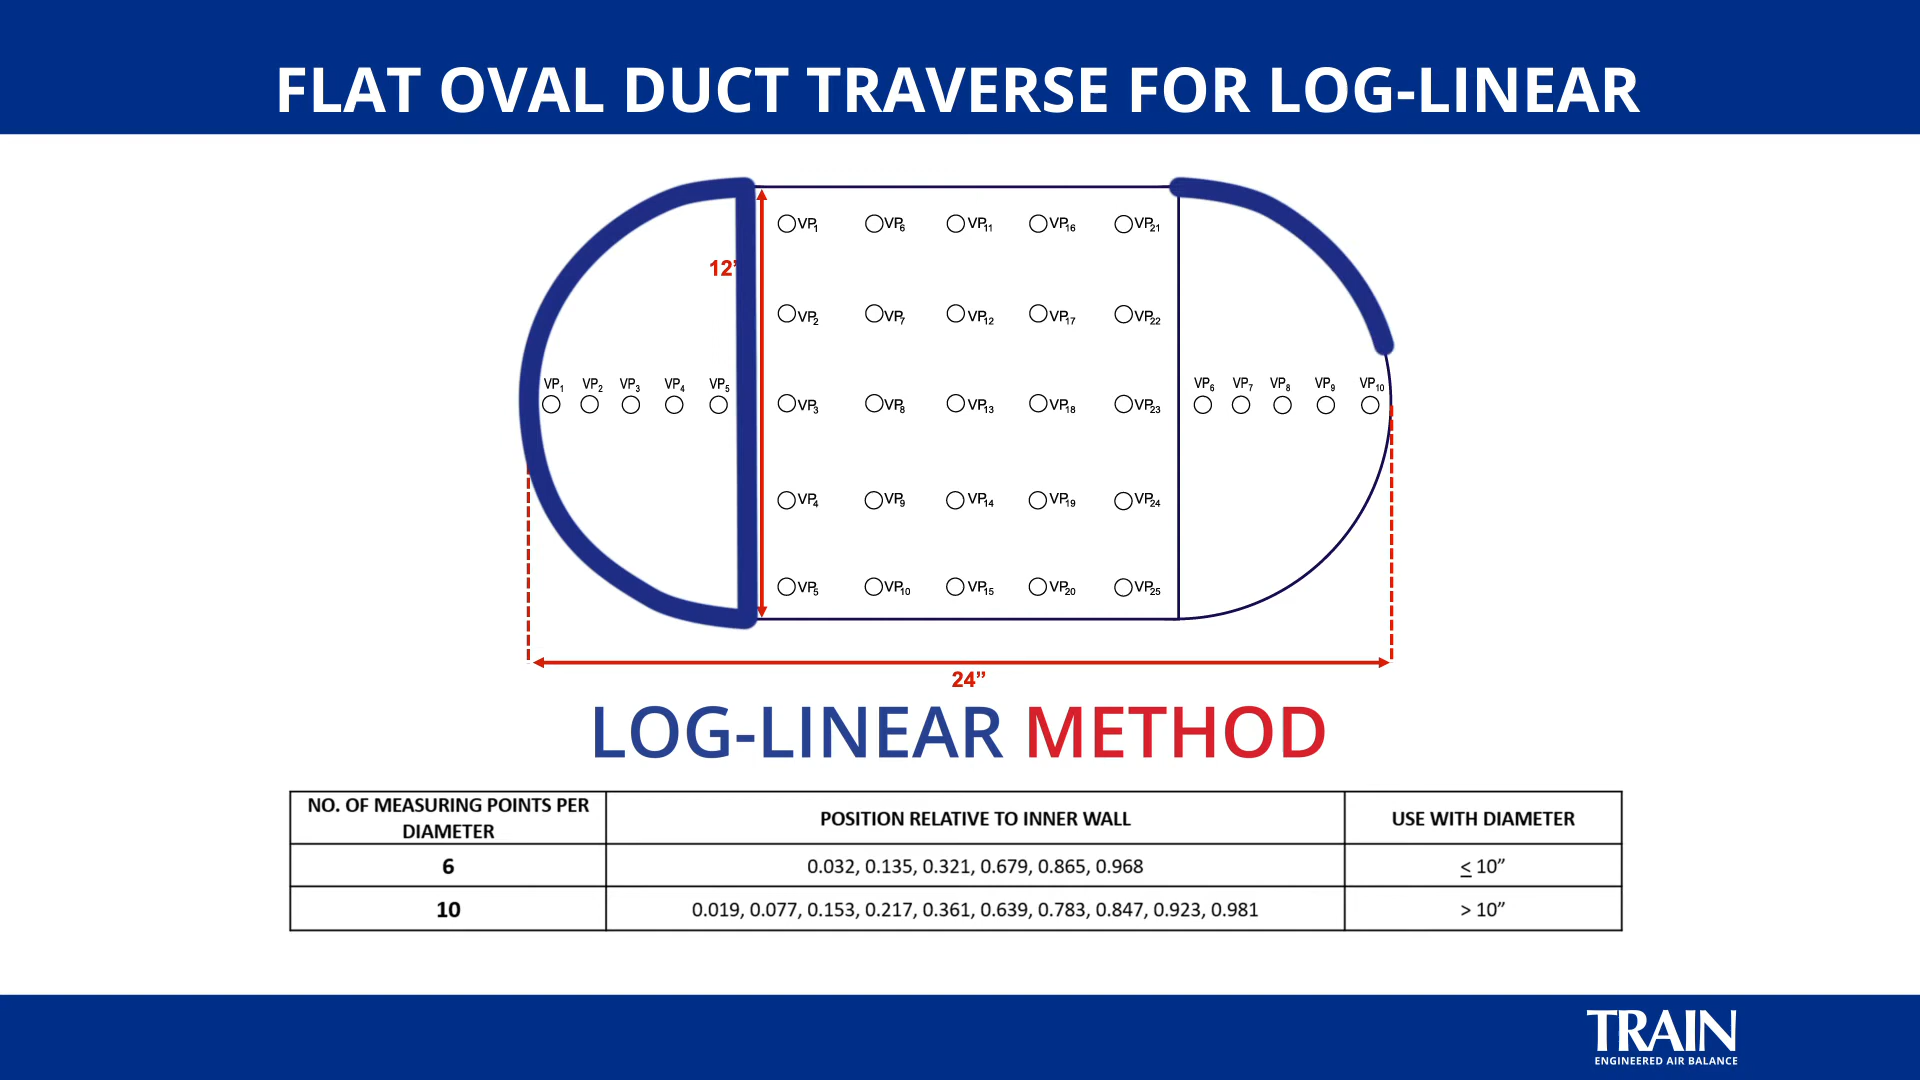 FLAT OVAL DUCT TRAVERSE FOR LOG-LINEAR
VP1 VP6 VP11 VP16 VP21
12”
VP2 VP7 VP12 VP17 VP22
VP1 VP2 VP3 VP4 VP5 VP3 VP8 VP13 VP18 VP23 VP6 VP7 VP8 VP9 VP10
VP4 VP9 VP14 VP19 VP24
VP5 VP10 VP15 VP20 VP25
24”
LOG-LINEAR METHOD
NO. OF MEASURING POINTS PER
DIAMETER
POSITION RELATIVE TO INNER WALL
USE WITH DIAMETER
6 0.032, 0.135, 0.321, 0.679, 0.865, 0.968 ≤ 10”
10 0.019, 0.077, 0.153, 0.217, 0.361, 0.639, 0.783, 0.847, 0.923, 0.981 > 10”
TRAIN
ENGINEERED AIR BALANCE